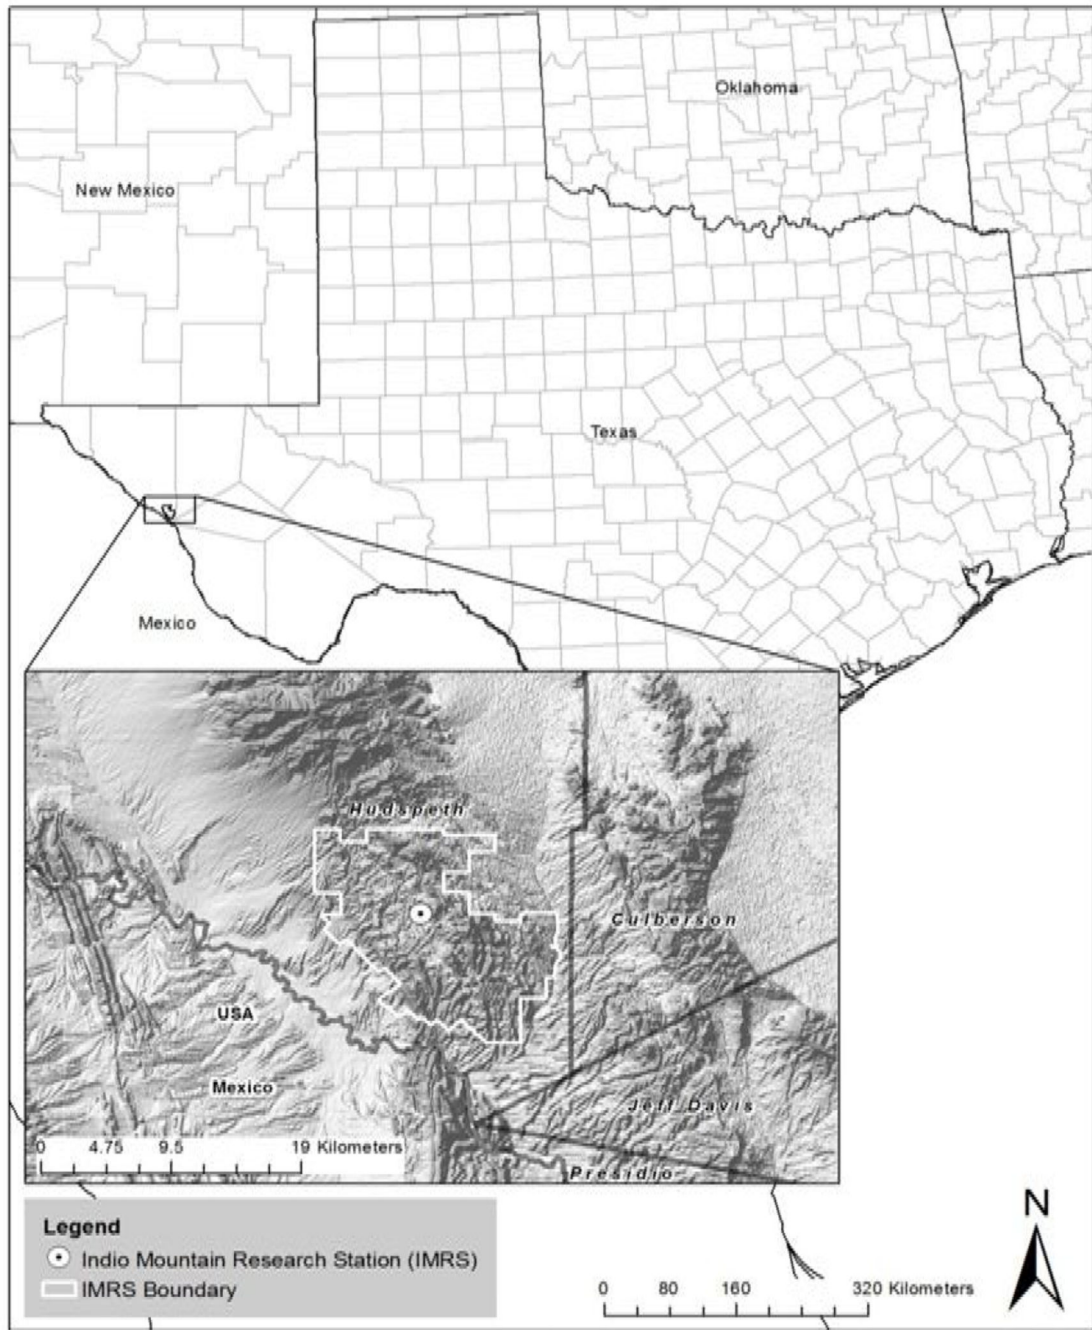 Oklahoma
New Mexico
Texas
Mexico
Hudspeth
Culberson
USA
Mexico
Jeff Davis
0 4.75 9.5 19 Kilometers
Presidio
Legend
Indio Mountain Research Station (IMRS)
IMRS Boundary
N
0 80 160 320 Kilometers